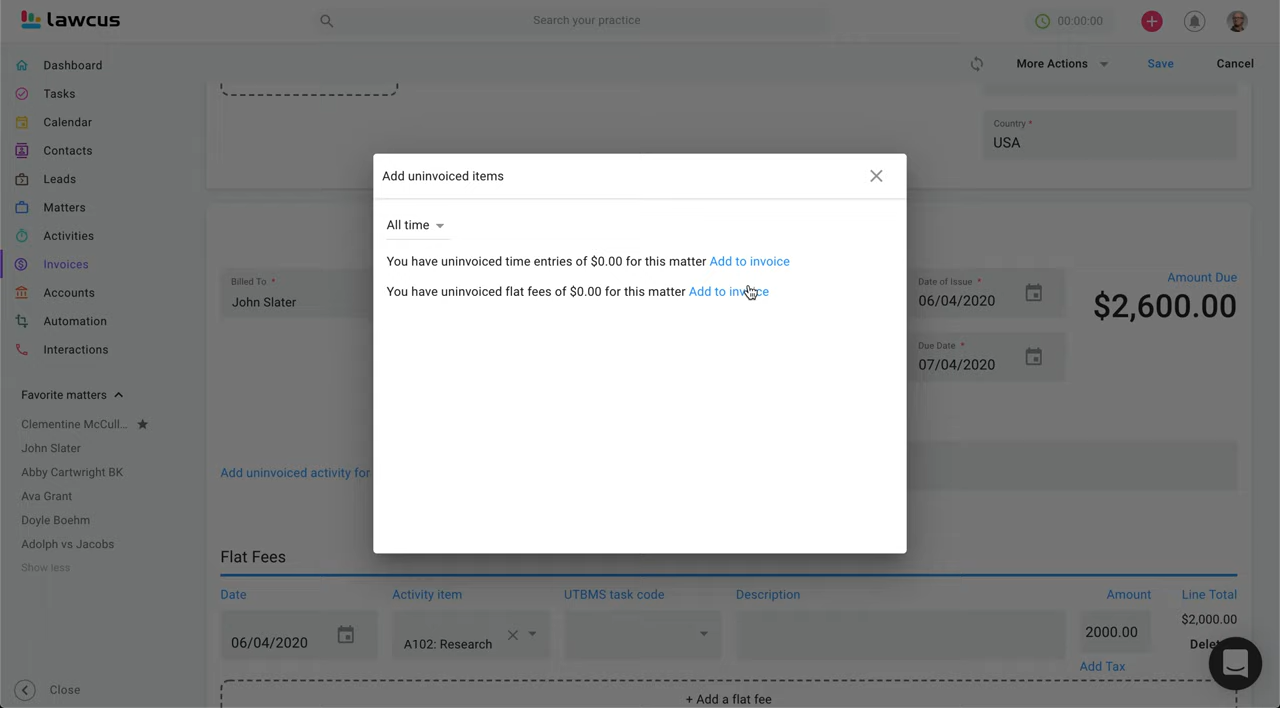 lawcus
Search your practice
00:00:00
Dashboard
Tasks
Calendar
Contacts
Leads
Matters
Activities
Invoices
Accounts
Automation
Interactions
Favorite matters
Clementine McCull...
John Slater
Abby Cartwright BK
Ava Grant
Doyle Boehm
Adolph vs Jacobs
Show less
Close
More Actions
Save
Cancel
Country *
USA
Add uninvoiced items
All time
You have uninvoiced time entries of $0.00 for this matter Add to invoice
You have uninvoiced flat fees of $0.00 for this matter Add to invoice
Billed To *
John Slater
Date of Issue *
06/04/2020
Amount Due
$2,600.00
Due Date *
07/04/2020
Add uninvoiced activity for
Flat Fees
Date Activity item UTBMS task code Description Amount Line Total
06/04/2020 A102: Research 2000.00 $2,000.00
Add Tax
+ Add a flat fee